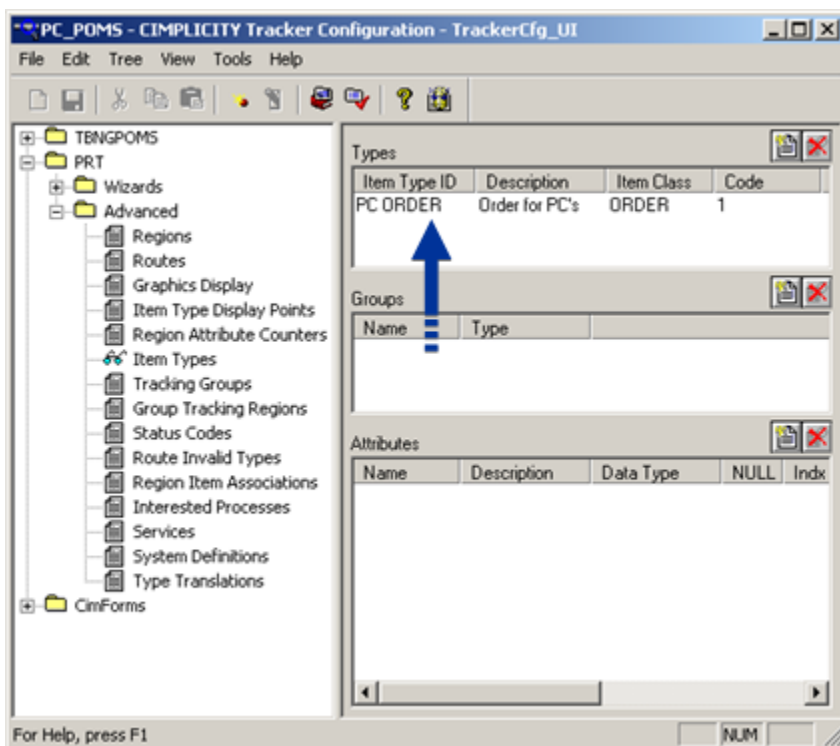 PC_POMS - CIMPLICITY Tracker Configuration - TrackerCfg_UI
File Edit Tree View Tools Help
TBNGPOMS
PRT
Wizards
Advanced
Regions
Routes
Graphics Display
Item Type Display Points
Region Attribute Counters
Item Types
Tracking Groups
Group Tracking Regions
Status Codes
Route Invalid Types
Region Item Associations
Interested Processes
Services
System Definitions
Type Translations
CimForms
Types
Item Type ID Description Item Class Code
PC ORDER Order for PC's ORDER 1
Groups
Name Type
Attributes
Name Description Data Type NULL Indx
For Help, press F1
NUM